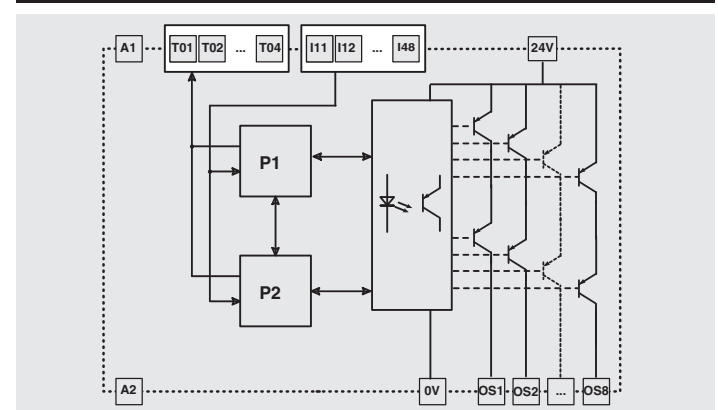 A1 T01 T02 ... T04 I11 I12 ... I48 24V
P1
P2
A2 0V OS1 OS2 ... OS8